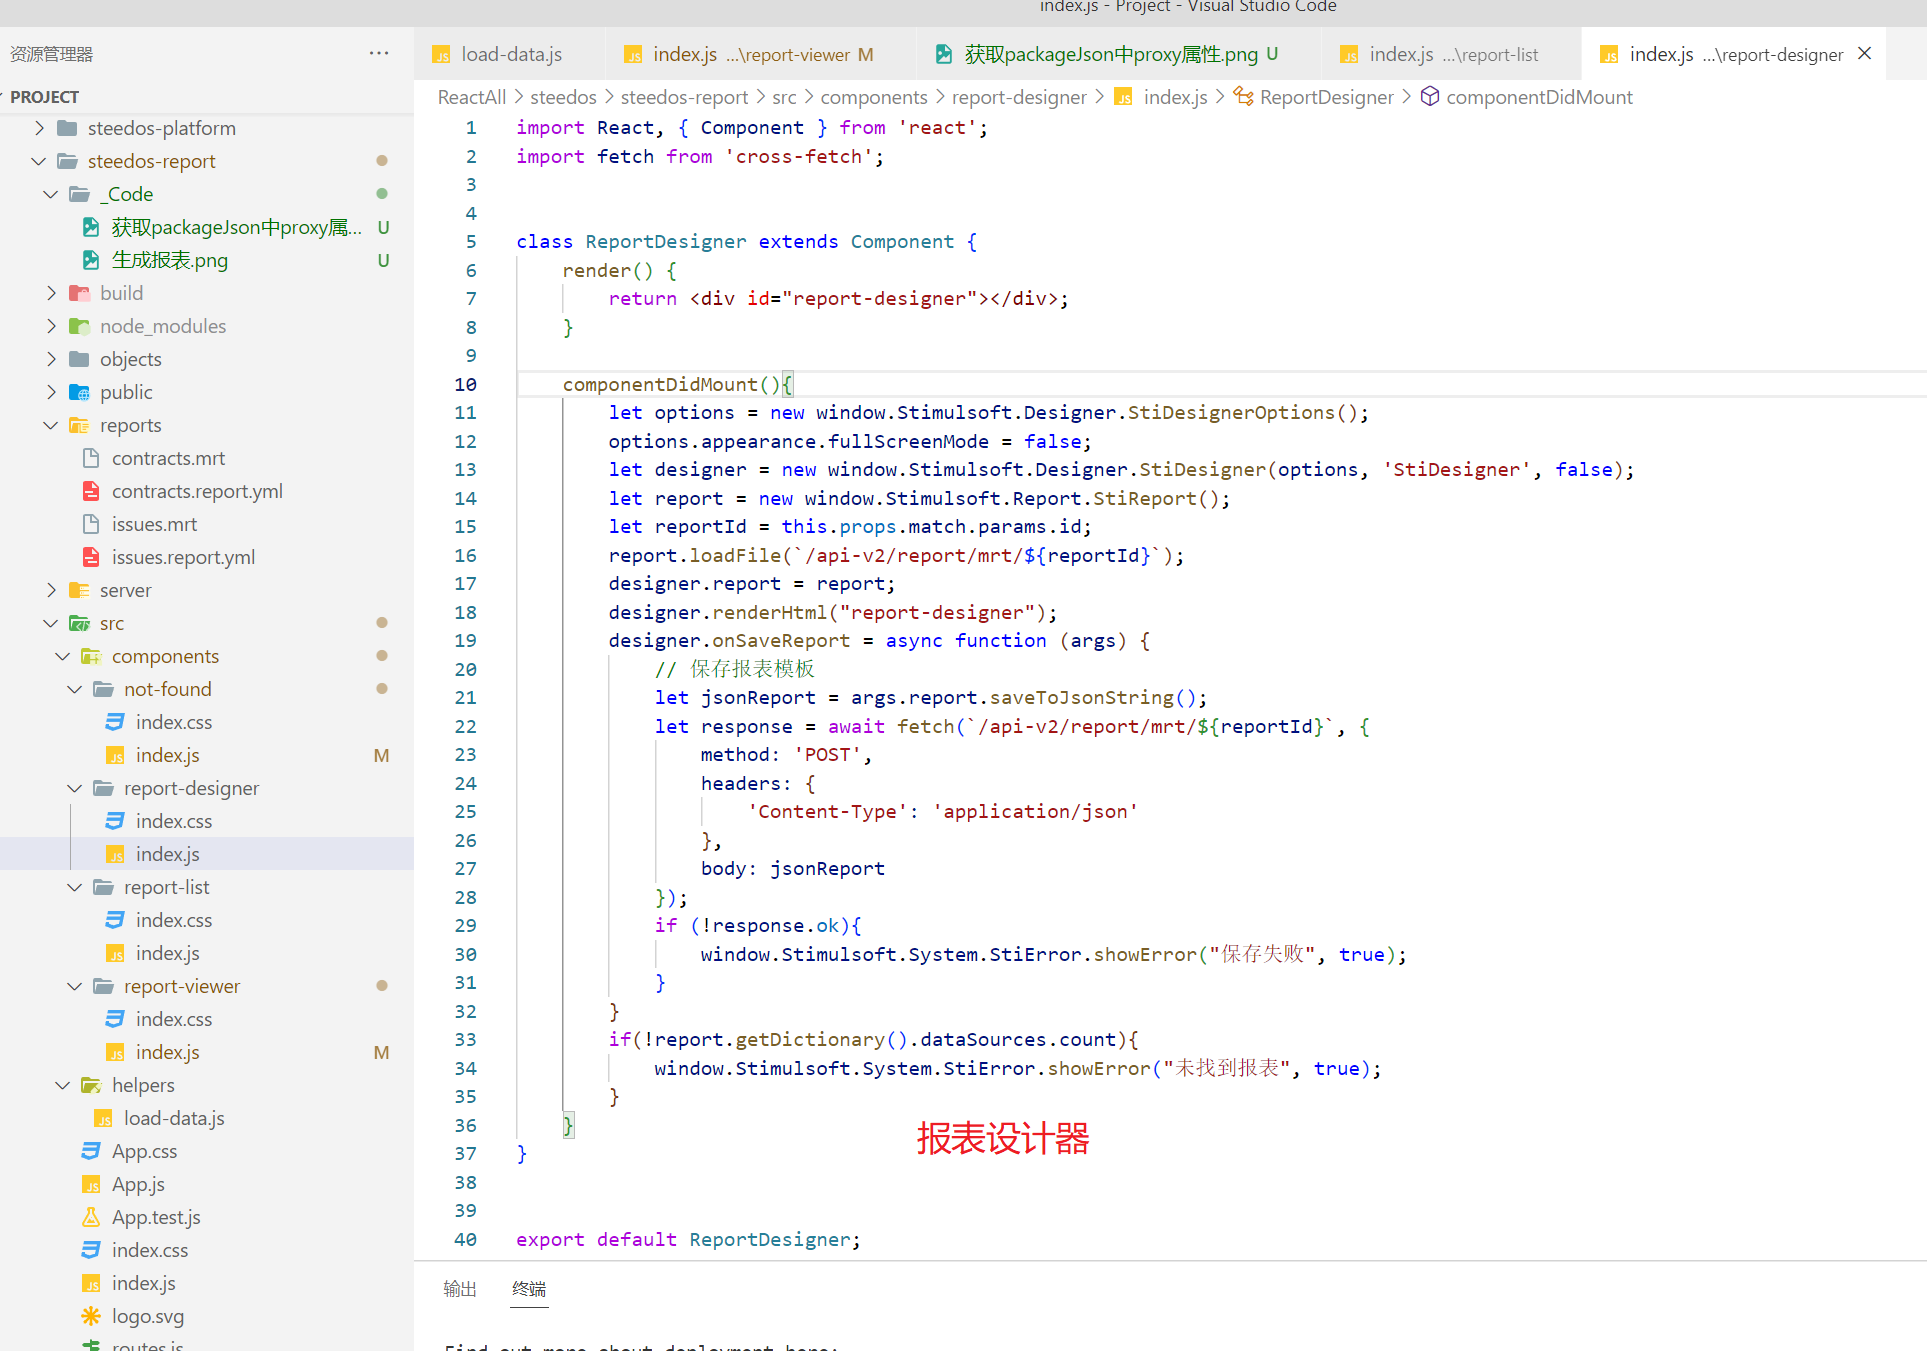 index.js - Project - Visual Studio Code
资源管理器 ···
load-data.js
index.js ...\report-viewer M
获取packageJson中proxy属性.png U
index.js ...\report-list
index.js ...\report-designer ×
PROJECT
ReactAll > steedos > steedos-report > src > components > report-designer > JS index.js > ReportDesigner > componentDidMount
steedos-platform
steedos-report
_Code
获取packageJson中proxy属... U
生成报表.png U
build
node_modules
objects
public
reports
contracts.mrt
contracts.report.yml
issues.mrt
issues.report.yml
server
src
components
not-found
index.css
index.js M
report-designer
index.css
index.js
report-list
index.css
index.js
report-viewer
index.css
index.js M
helpers
load-data.js
App.css
App.js
App.test.js
index.css
index.js
logo.svg
routes.js
1 import React, { Component } from 'react';
2 import fetch from 'cross-fetch';
3
4
5 class ReportDesigner extends Component {
6     render() {
7         return <div id="report-designer"></div>;
8     }
9
10     componentDidMount(){
11         let options = new window.Stimulsoft.Designer.StiDesignerOptions();
12         options.appearance.fullScreenMode = false;
13         let designer = new window.Stimulsoft.Designer.StiDesigner(options, 'StiDesigner', false);
14         let report = new window.Stimulsoft.Report.StiReport();
15         let reportId = this.props.match.params.id;
16         report.loadFile(`/api-v2/report/mrt/${reportId}`);
17         designer.report = report;
18         designer.renderHtml("report-designer");
19         designer.onSaveReport = async function (args) {
20             // 保存报表模板
21             let jsonReport = args.report.saveToJsonString();
22             let response = await fetch(`/api-v2/report/mrt/${reportId}`, {
23                 method: 'POST',
24                 headers: {
25                     'Content-Type': 'application/json'
26                 },
27                 body: jsonReport
28             });
29             if (!response.ok){
30                 window.Stimulsoft.System.StiError.showError("保存失败", true);
31             }
32         }
33         if(!report.getDictionary().dataSources.count){
34             window.Stimulsoft.System.StiError.showError("未找到报表", true);
35         }
36     }
37 }
38
39
40 export default ReportDesigner;
报表设计器
输出 终端
Find out more about deployment here: